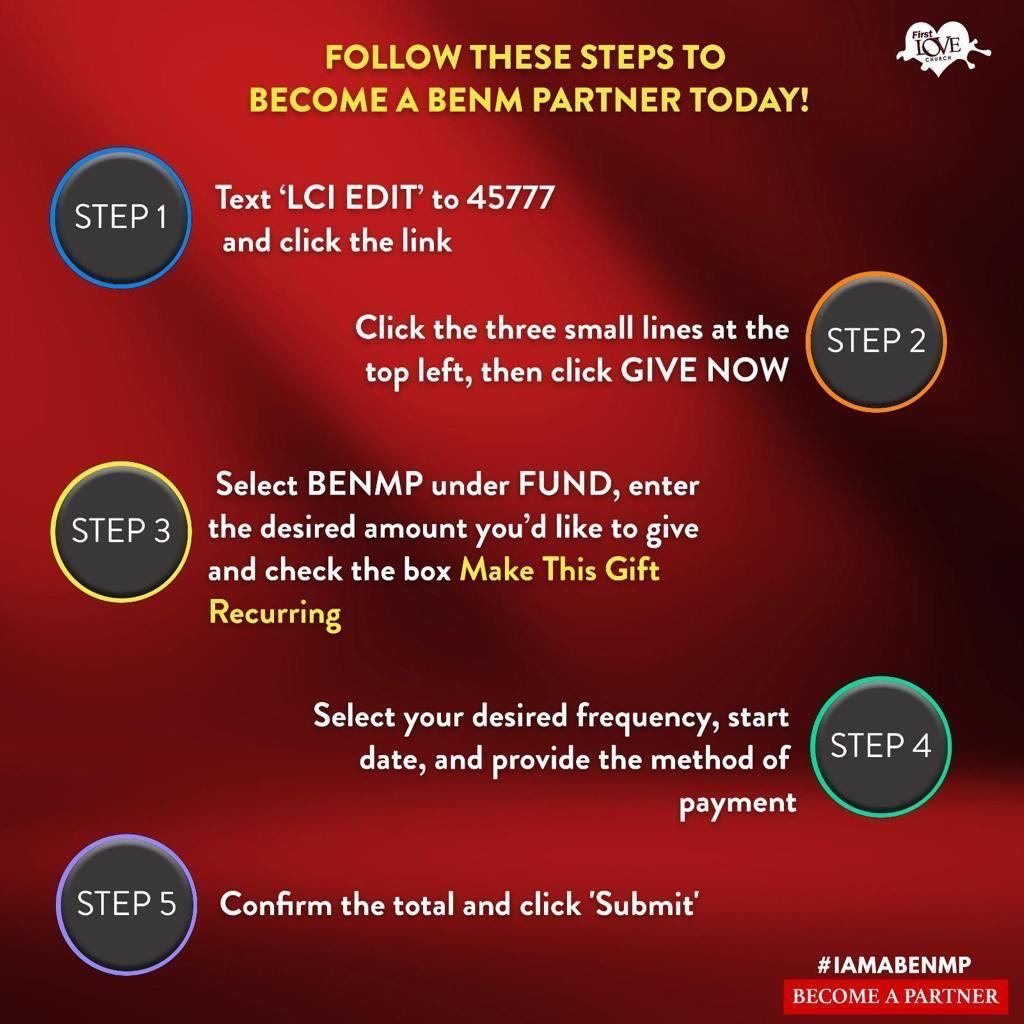 First
LOVE
CHURCH
FOLLOW THESE STEPS TO
BECOME A BENM PARTNER TODAY!
STEP 1
Text ‘LCI EDIT’ to 45777
and click the link
STEP 2
Click the three small lines at the
top left, then click GIVE NOW
STEP 3
Select BENMP under FUND, enter
the desired amount you’d like to give
and check the box Make This Gift
Recurring
STEP 4
Select your desired frequency, start
date, and provide the method of
payment
STEP 5
Confirm the total and click 'Submit'
#IAMABENMP
BECOME A PARTNER